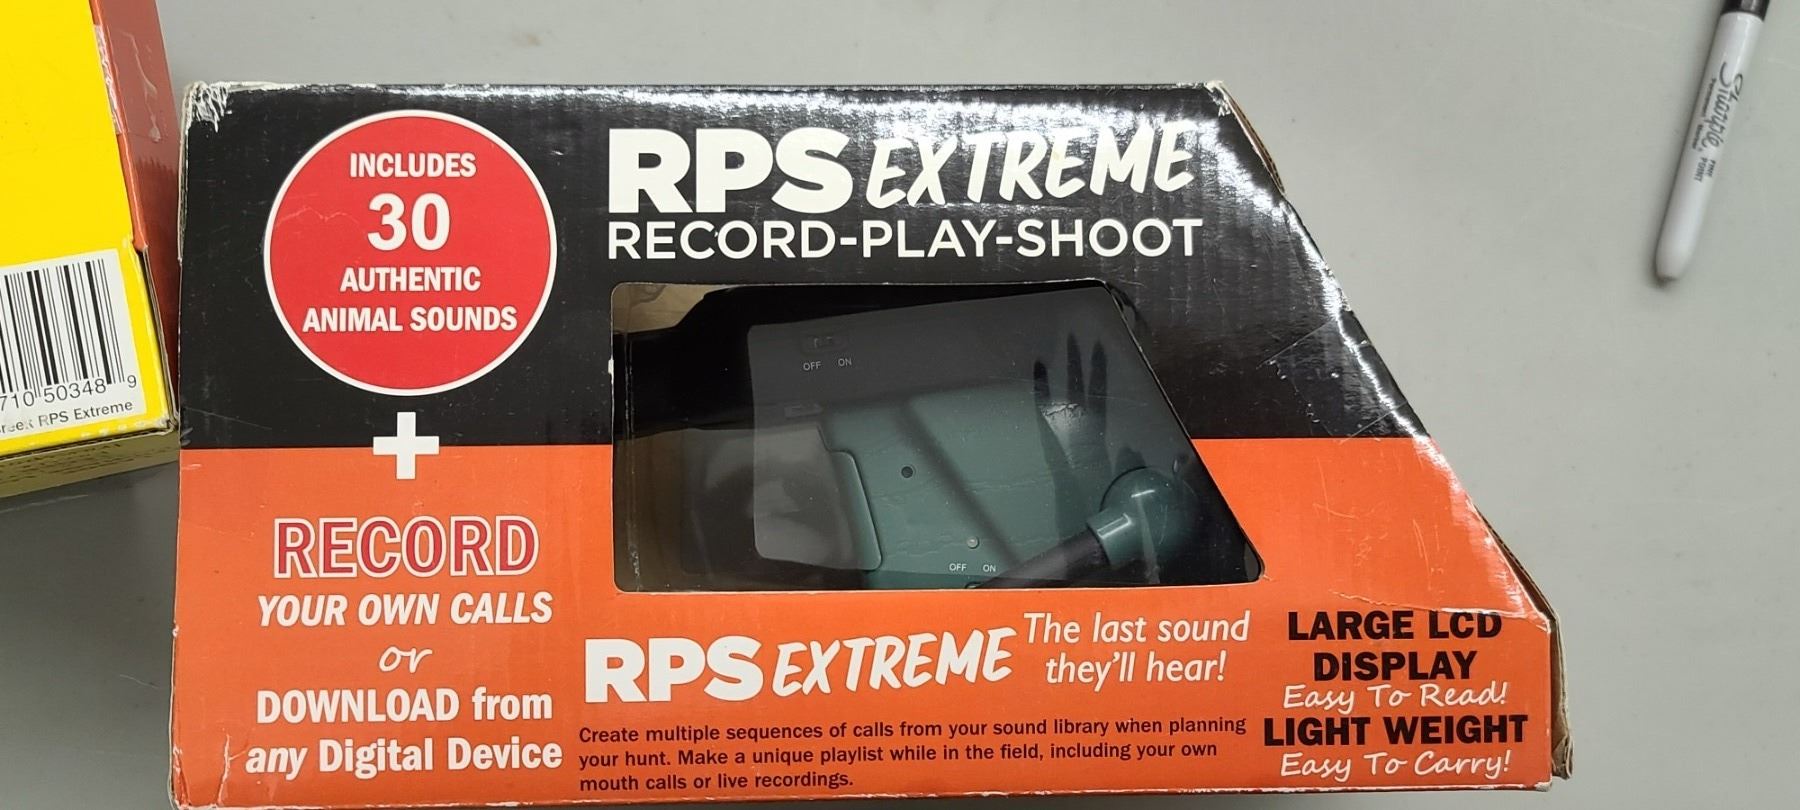 INCLUDES
30
AUTHENTIC
ANIMAL SOUNDS
RPS EXTREME
RECORD-PLAY-SHOOT
OFF ON
OFF ON
+
RECORD
YOUR OWN CALLS
or
DOWNLOAD from
any Digital Device
RPS EXTREME
The last sound
they'll hear!
Create multiple sequences of calls from your sound library when planning
your hunt. Make a unique playlist while in the field, including your own
mouth calls or live recordings.
LARGE LCD
DISPLAY
Easy To Read!
LIGHT WEIGHT
Easy To Carry!
710 50348 9
RPS Extreme
Sharpie